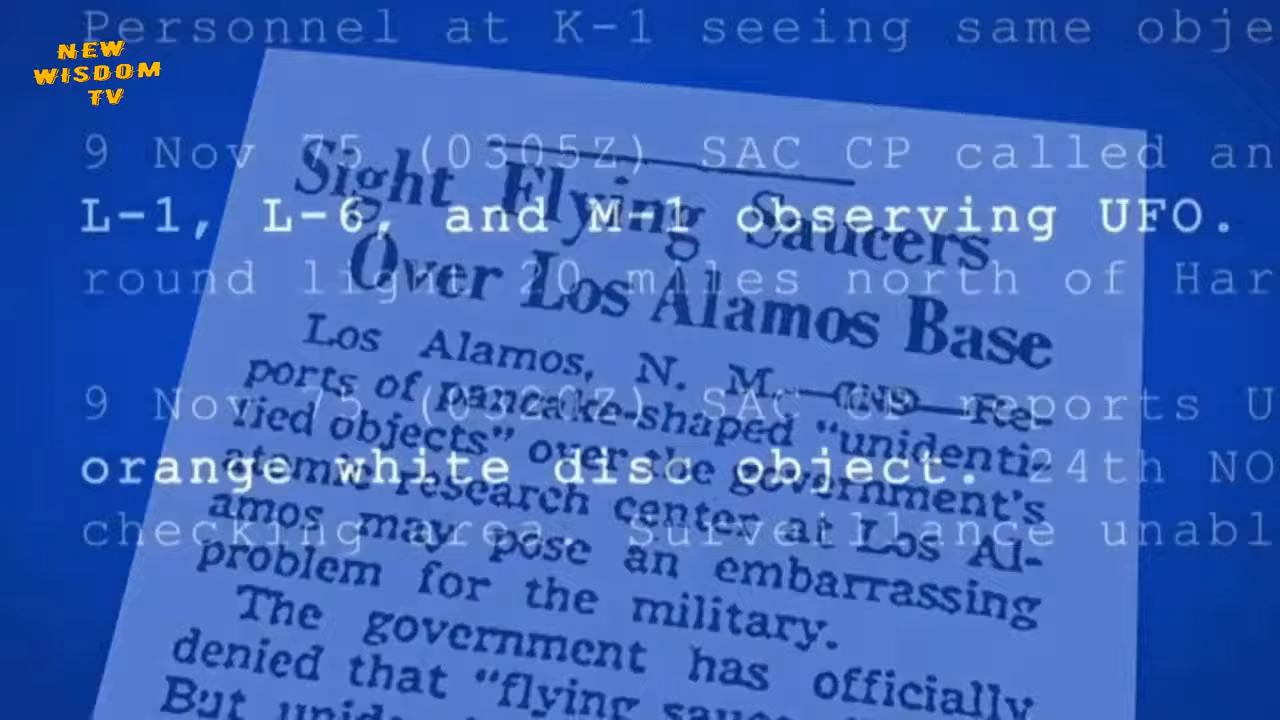 NEW
WISDOM
TV
Personnel at K-1 seeing same obje
9 Nov 75 (0305Z) SAC CP called an
L-1, L-6, and M-1 observing UFO.
round light 20 miles north of Har
9 Nov 75 (0320Z) SAC CP reports U
orange white disc object. 24th NO
checking area. Surveillance unabl
Sight Flying Saucers
Over Los Alamos Base
Los Alamos, N. M.—(INS—Re-
ports of pancake-shaped "unidenti-
fied objects" over the government's
atomic research center at Los Al-
amos may pose an embarrassing
problem for the military.
The government has officially
denied that "flying
But